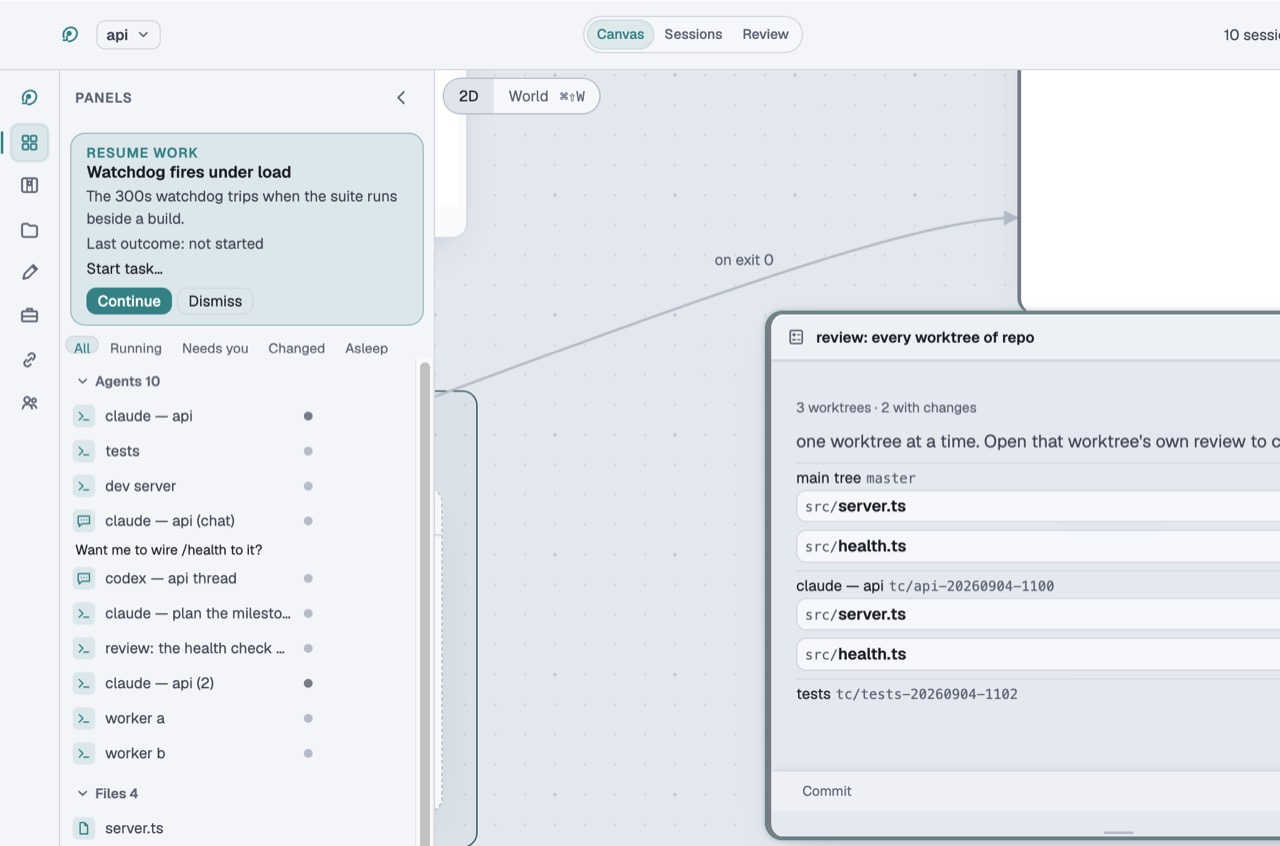 api
Canvas Sessions Review
10 sessi
PANELS
2D World ⌘⇧W
RESUME WORK
Watchdog fires under load
The 300s watchdog trips when the suite runs
beside a build.
Last outcome: not started
Start task…
Continue Dismiss
All Running Needs you Changed Asleep
Agents 10
claude — api
tests
dev server
claude — api (chat)
Want me to wire /health to it?
codex — api thread
claude — plan the milesto…
review: the health check …
claude — api (2)
worker a
worker b
Files 4
server.ts
on exit 0
review: every worktree of repo
3 worktrees · 2 with changes
one worktree at a time. Open that worktree's own review to c
main tree master
src/server.ts
src/health.ts
claude — api tc/api-20260904-1100
src/server.ts
src/health.ts
tests tc/tests-20260904-1102
Commit